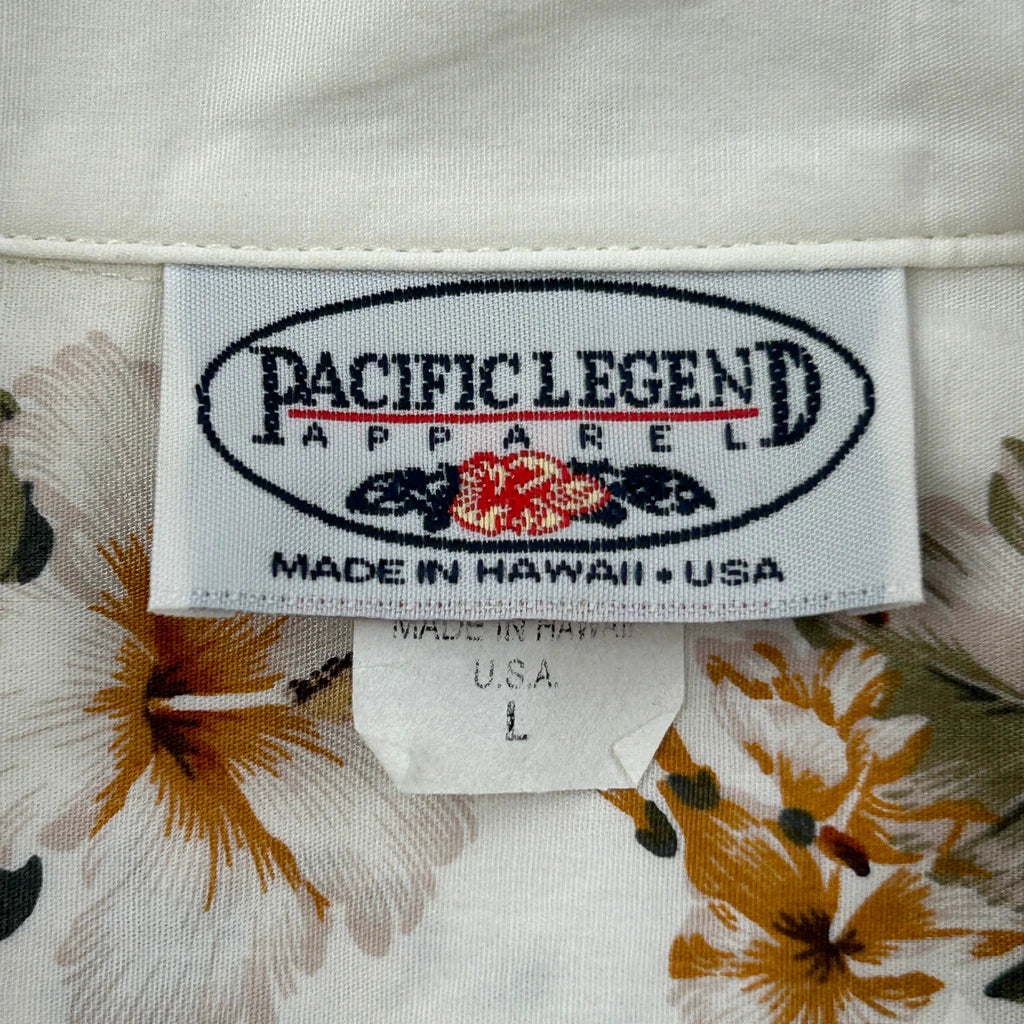 PACIFIC LEGEND
APPAREL
MADE IN HAWAII • USA
MADE IN HAWAII
U.S.A.
L